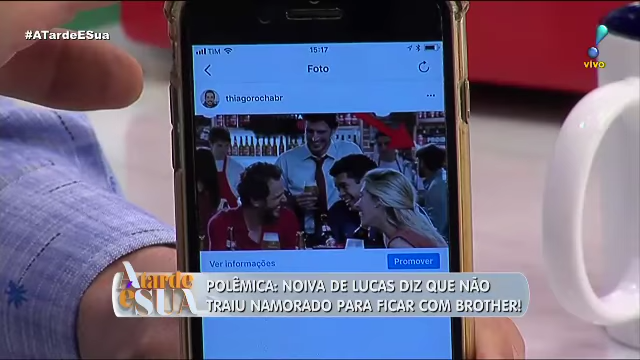 #ATardeESua
TIM
15:17
Foto
vivo
thiagorochabr
Ver informações
Promover
A tarde
é SUA
POLÊMICA: NOIVA DE LUCAS DIZ QUE NÃO
TRAIU NAMORADO PARA FICAR COM BROTHER!